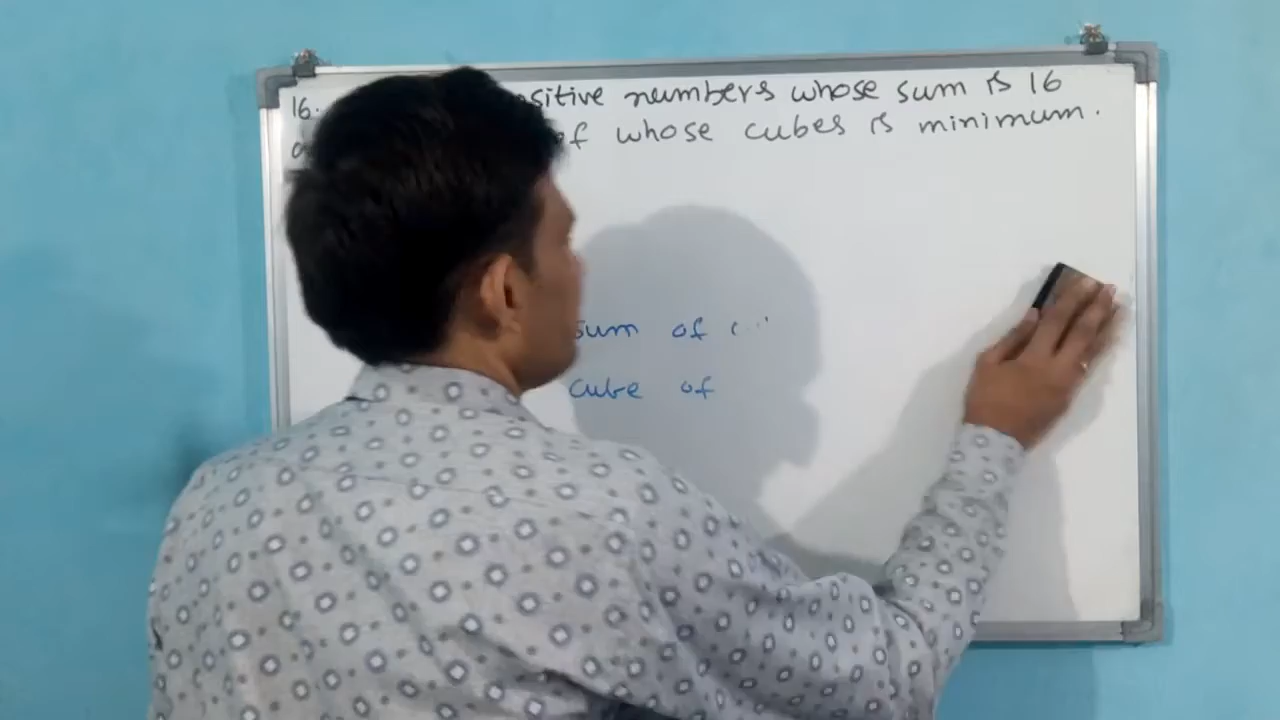 16. sitive numbers whose sum is 16
of whose cubes is minimum.
sum of
cube of